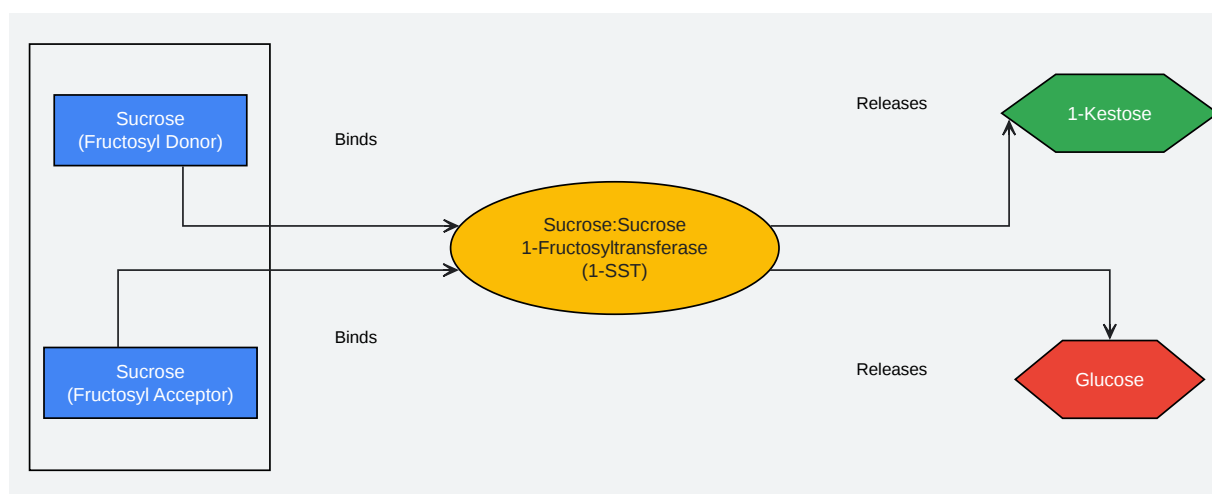 Sucrose
(Fructosyl Donor)
Binds
Releases
1-Kestose
Sucrose:Sucrose
1-Fructosyltransferase
(1-SST)
Sucrose
(Fructosyl Acceptor)
Binds
Releases
Glucose